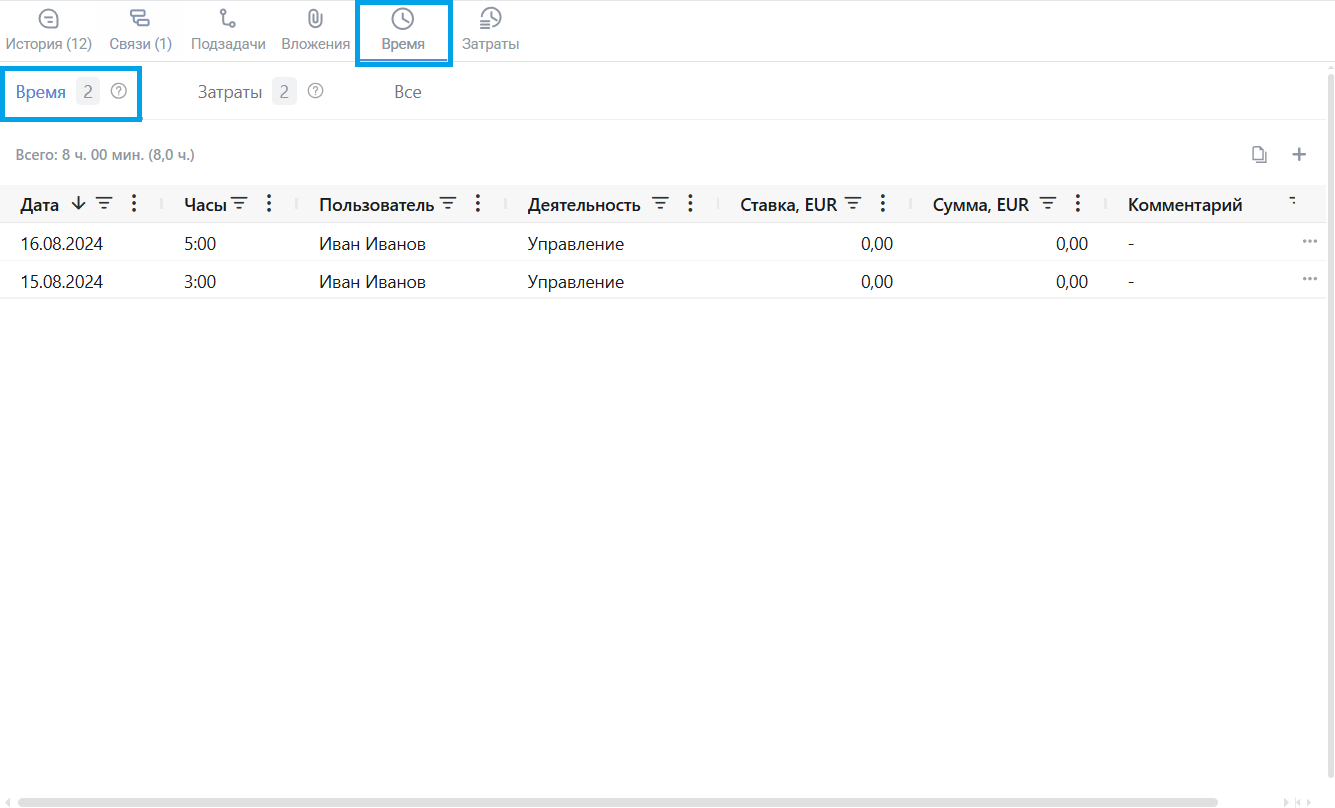 История (12) Связи (1) Подзадачи Вложения Время Затраты
Время 2 Затраты 2 Все
Всего: 8 ч. 00 мин. (8,0 ч.)
Дата Часы Пользователь Деятельность Ставка, EUR Сумма, EUR Комментарий
16.08.2024 5:00 Иван Иванов Управление 0,00 0,00 -
15.08.2024 3:00 Иван Иванов Управление 0,00 0,00 -